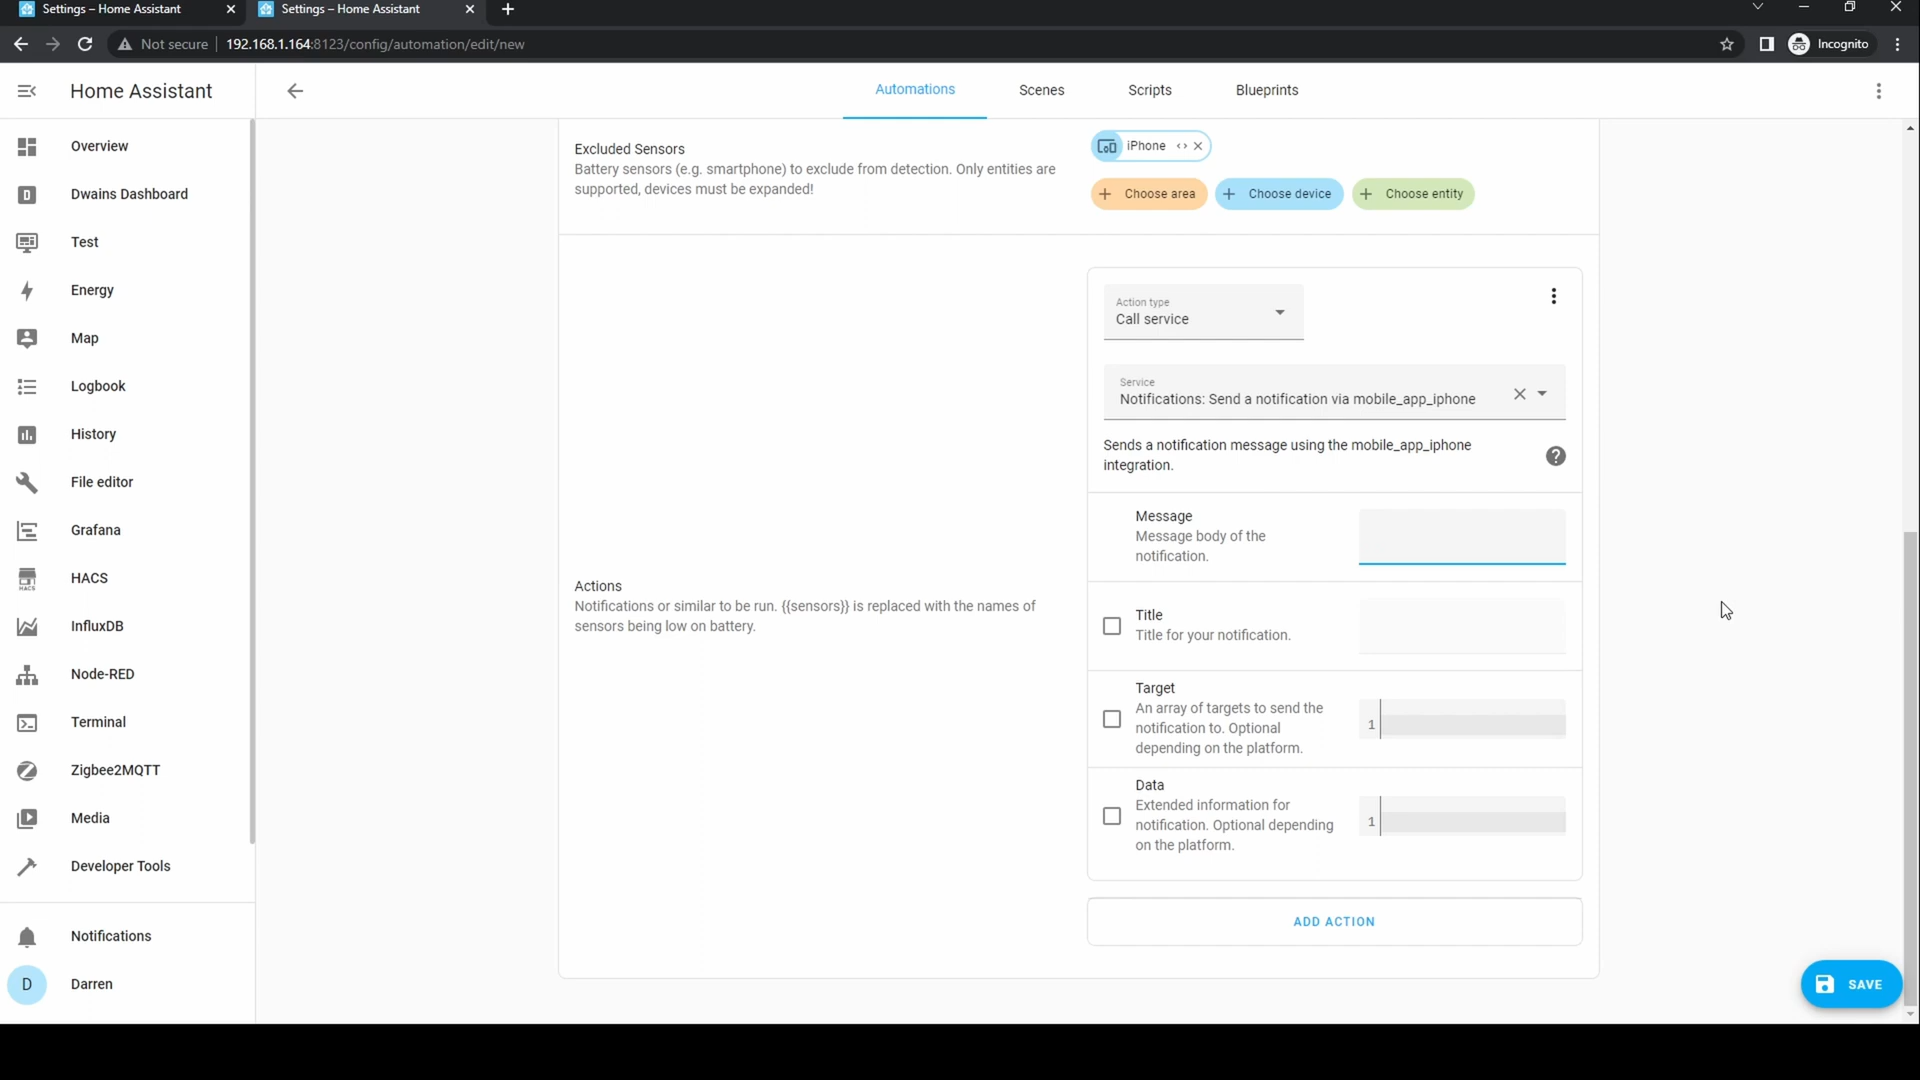 Settings – Home Assistant
Settings – Home Assistant
Not secure
192.168.1.164:8123/config/automation/edit/new
Incognito
Home Assistant
Automations
Scenes
Scripts
Blueprints
Overview
D
Dwains Dashboard
Test
Energy
Map
Logbook
History
File editor
Grafana
HACS
HACS
InfluxDB
Node-RED
Terminal
Zigbee2MQTT
Media
Developer Tools
Notifications
D
Darren
Excluded Sensors
Battery sensors (e.g. smartphone) to exclude from detection. Only entities are
supported, devices must be expanded!
iPhone
Choose area
Choose device
Choose entity
Actions
Notifications or similar to be run. {{sensors}} is replaced with the names of
sensors being low on battery.
Action type
Call service
Service
Notifications: Send a notification via mobile_app_iphone
Sends a notification message using the mobile_app_iphone
integration.
Message
Message body of the
notification.
Title
Title for your notification.
Target
An array of targets to send the
notification to. Optional
depending on the platform.
1
Data
Extended information for
notification. Optional depending
on the platform.
1
ADD ACTION
SAVE